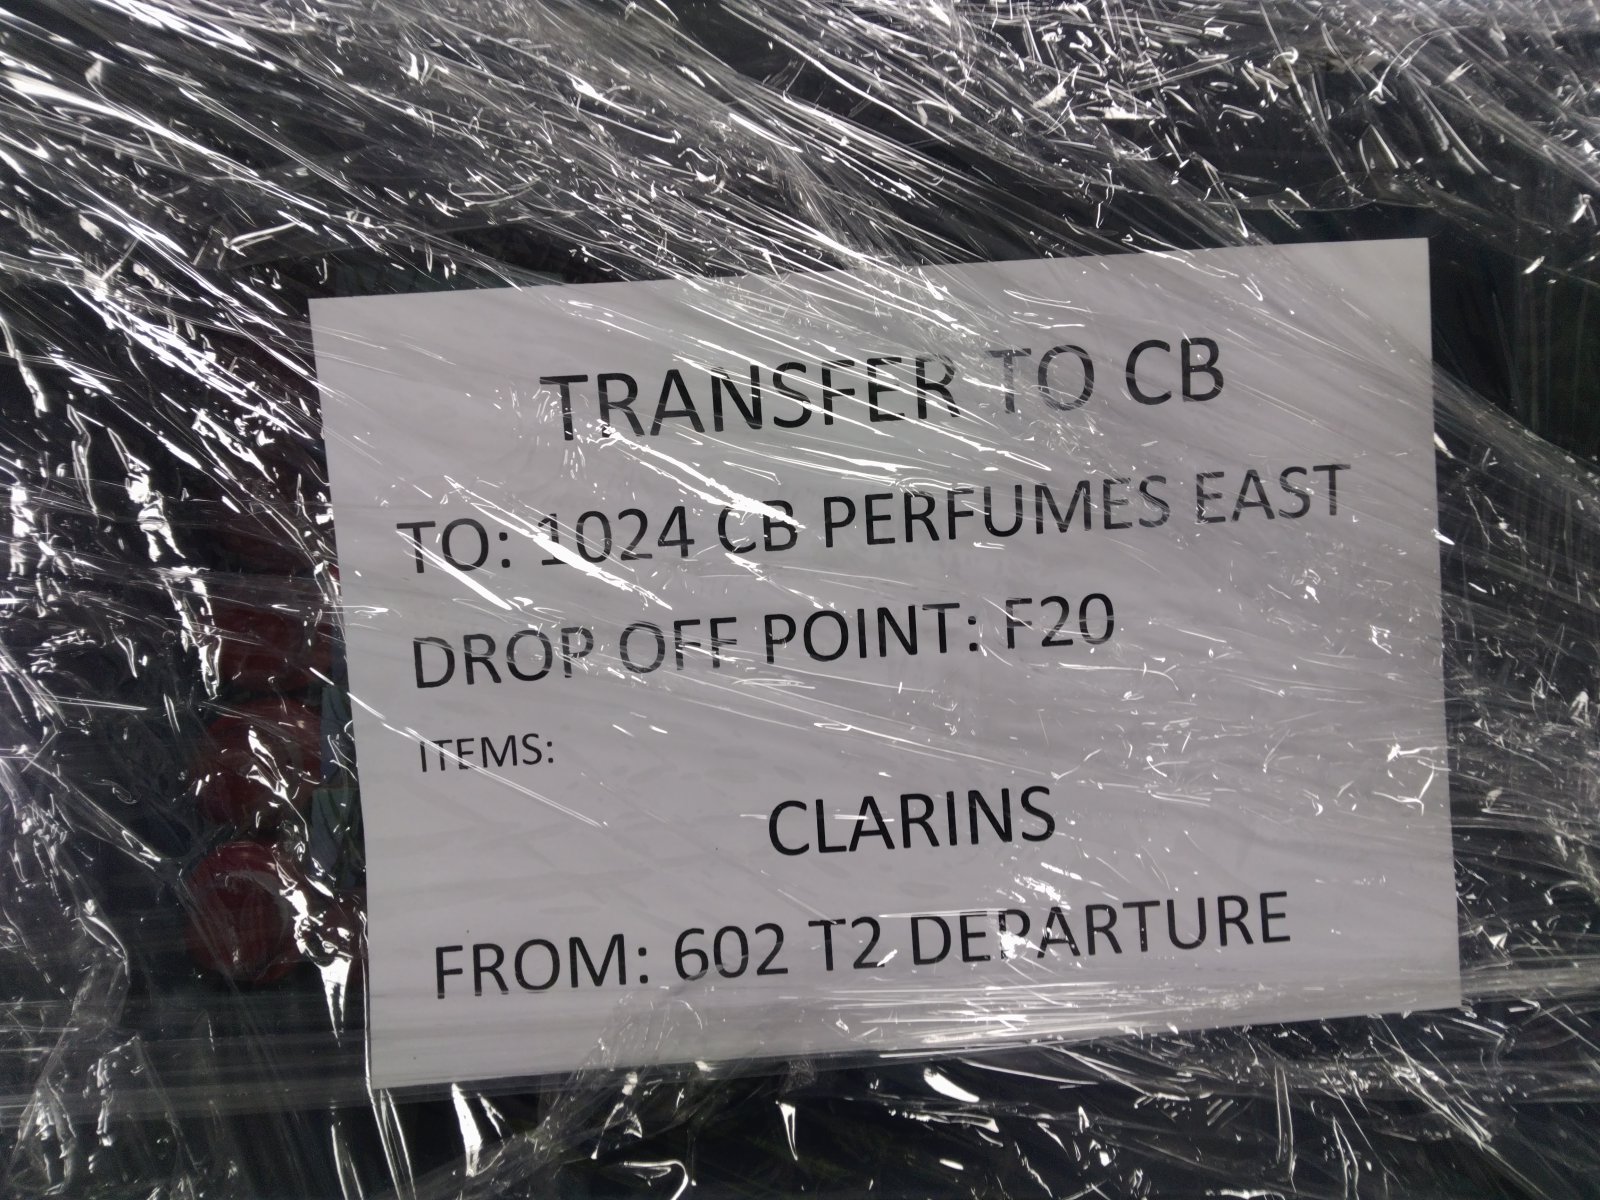 TRANSFER TO CB
TO: 1024 CB PERFUMES EAST
DROP OFF POINT: F20
ITEMS:
CLARINS
FROM: 602 T2 DEPARTURE